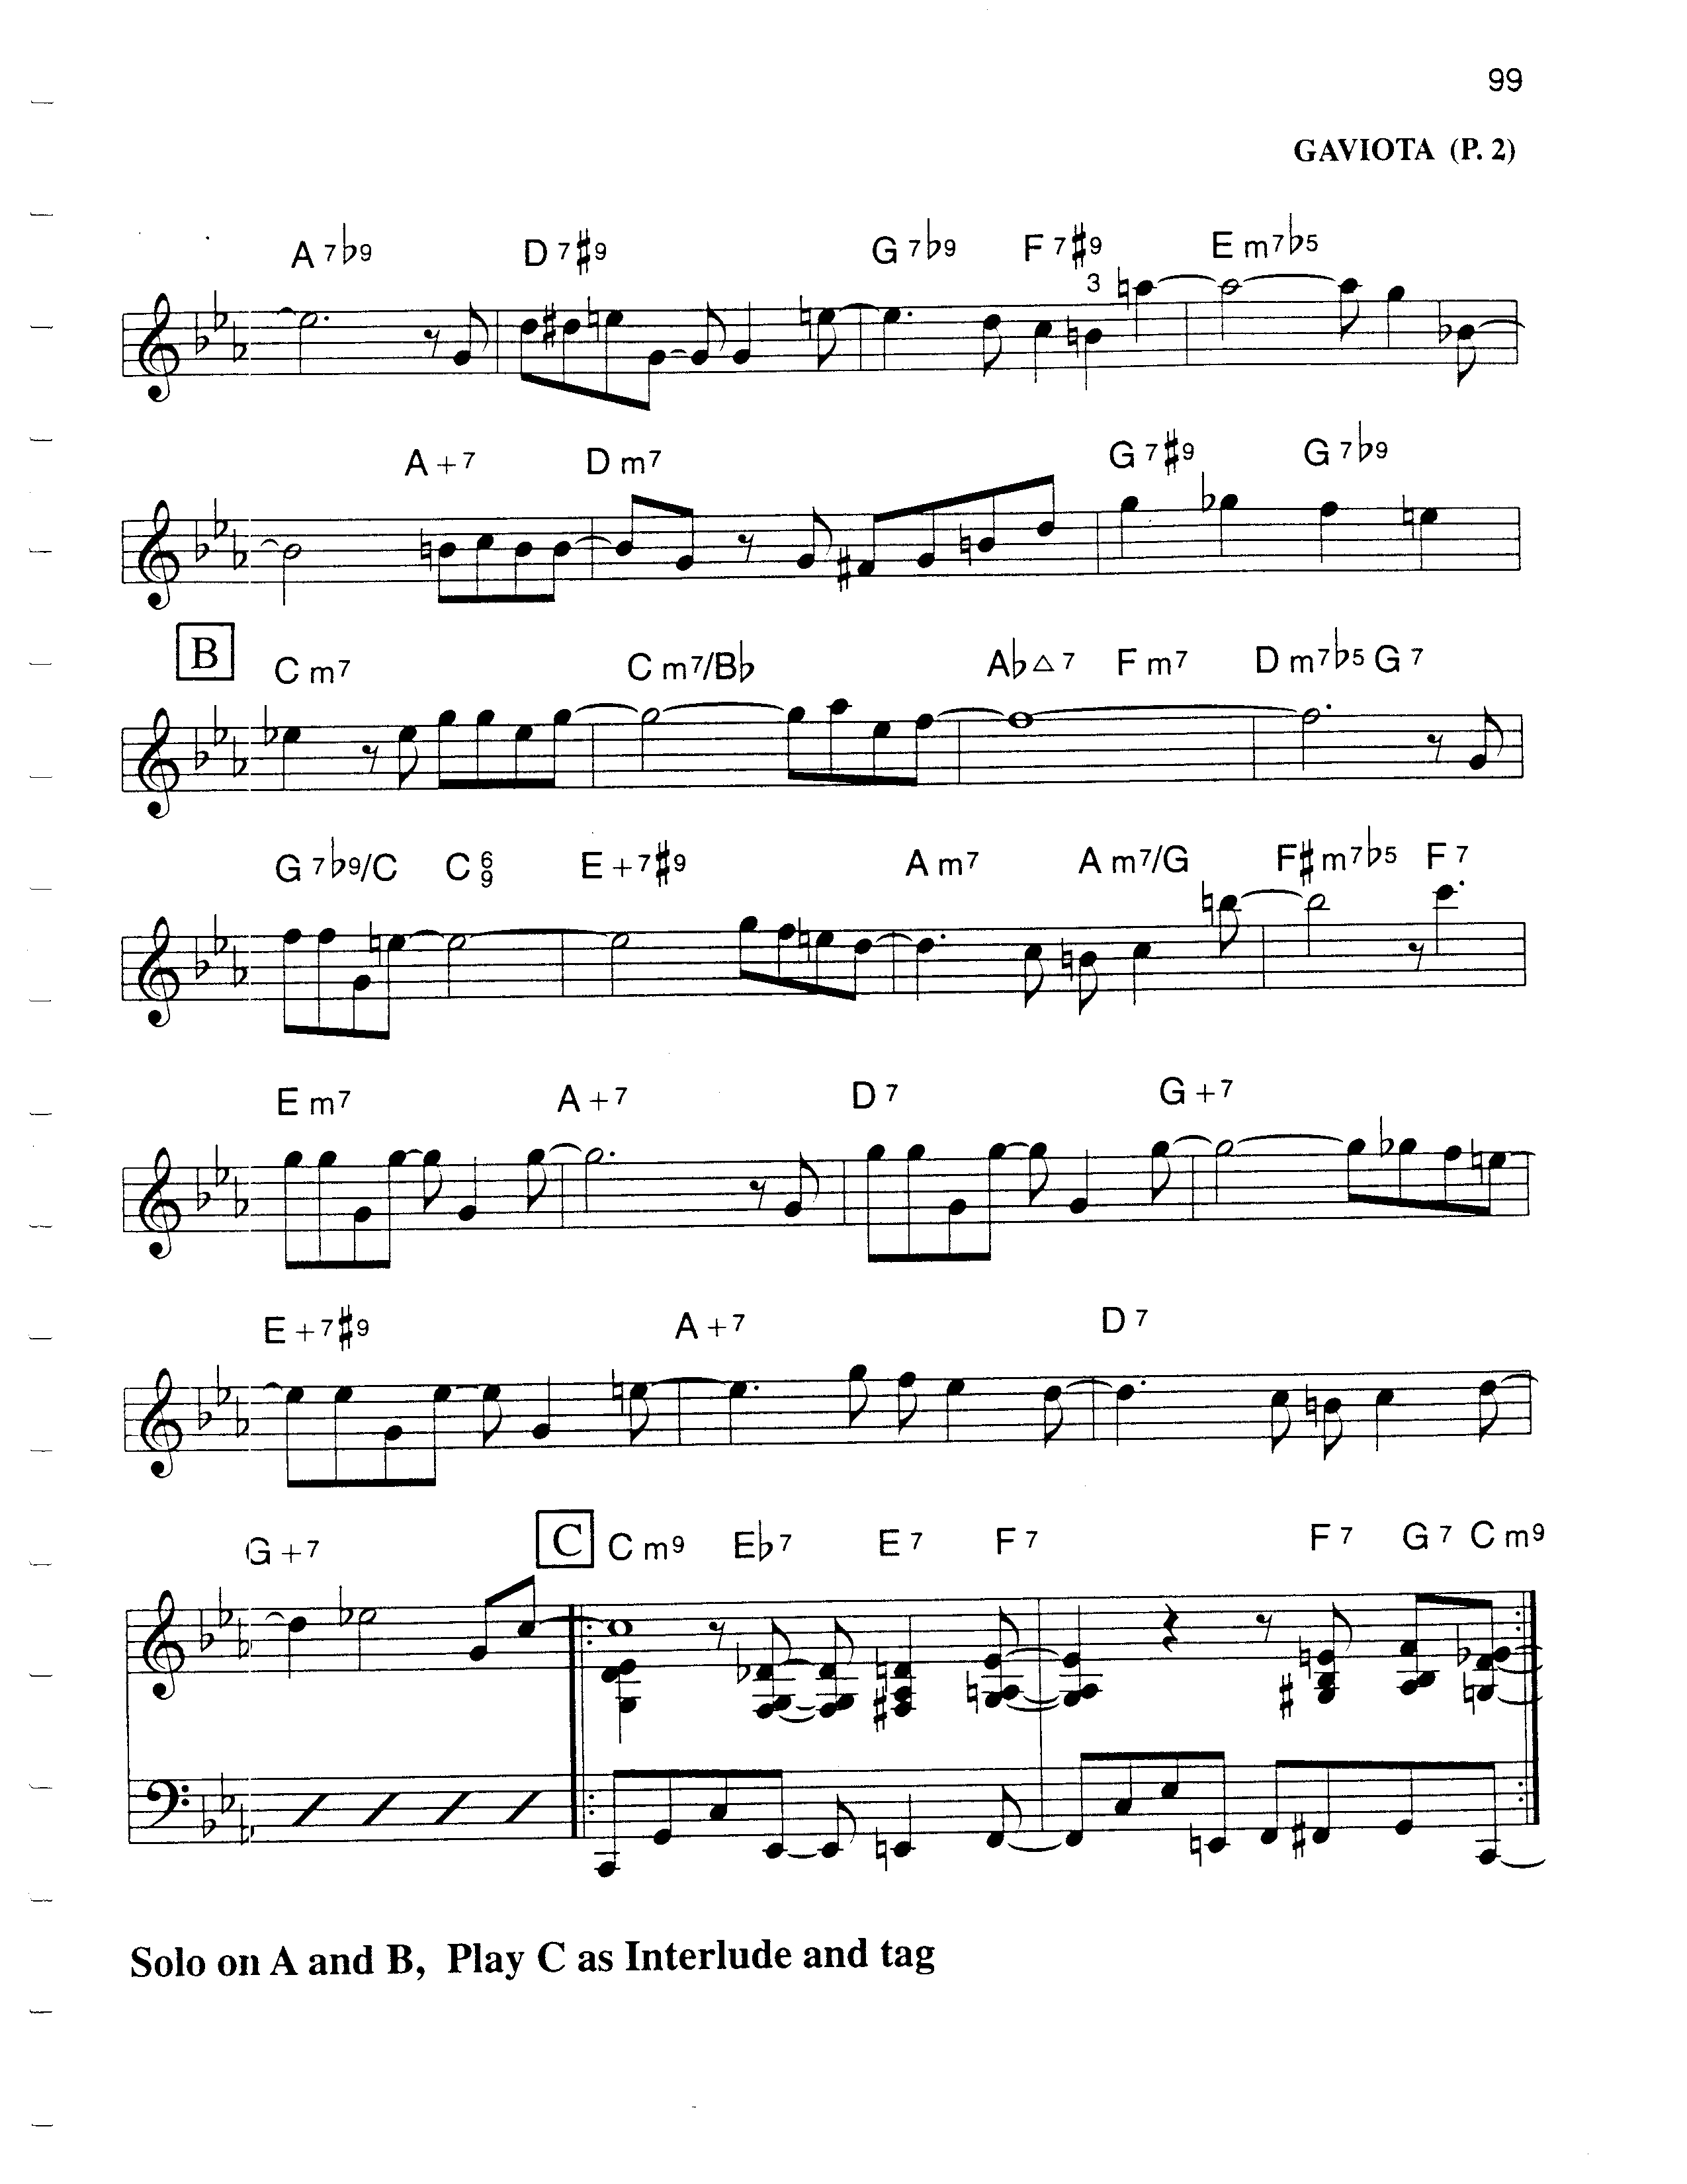 99
GAVIOTA (P. 2)
A 7♭9 D 7♯9 G 7♭9 F 7♯9 E m7♭5
3
A +7 D m7 G 7♯9 G 7♭9
B
C m7 C m7/B♭ A♭△7 F m7 D m7♭5 G 7
G 7♭9/C C 6 9 E +7♯9 A m7 A m7/G F♯m7♭5 F 7
E m7 A +7 D 7 G +7
E +7♯9 A +7 D 7
G +7 C C m9 E♭7 E 7 F 7 F 7 G 7 C m9
Solo on A and B, Play C as Interlude and tag